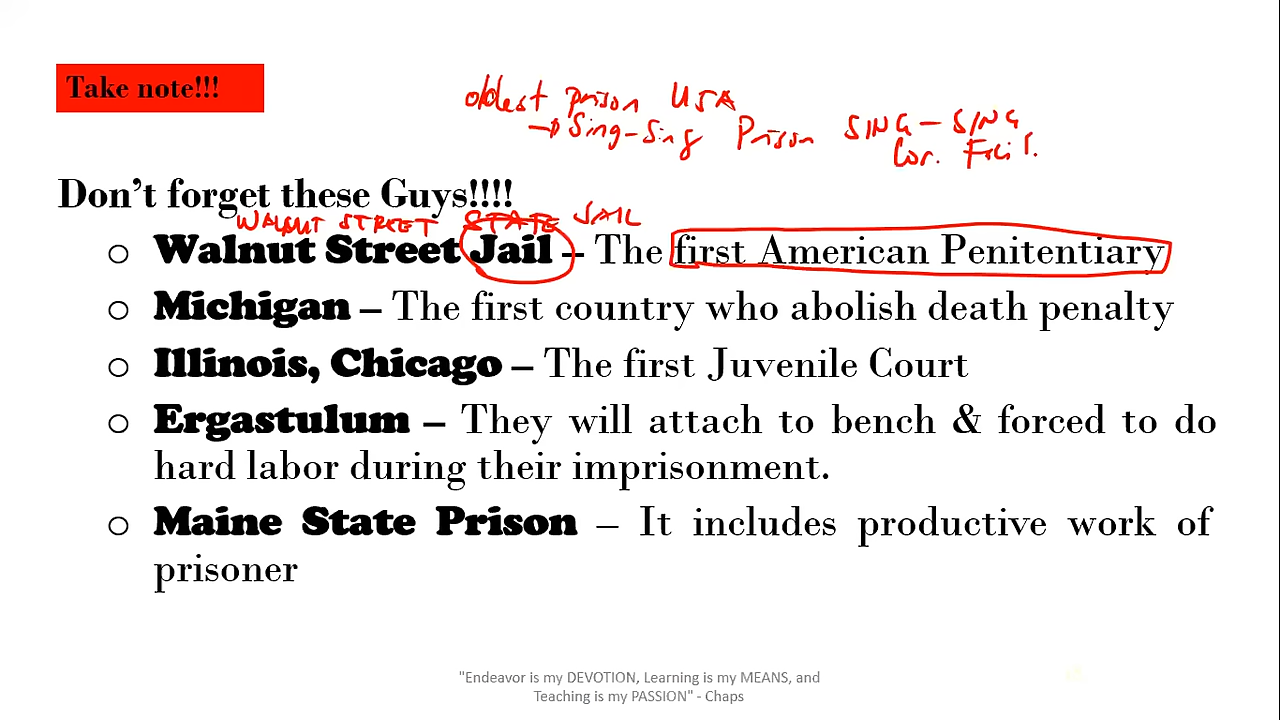 Take note!!!
oldest prison USA
→ Sing-Sing Prison SING-SING
Cor. Facil.
Don't forget these Guys!!!!
WALNUT STREET STATE JAIL
○ Walnut Street Jail – The first American Penitentiary
○ Michigan – The first country who abolish death penalty
○ Illinois, Chicago – The first Juvenile Court
○ Ergastulum – They will attach to bench & forced to do
hard labor during their imprisonment.
○ Maine State Prison – It includes productive work of
prisoner
"Endeavor is my DEVOTION, Learning is my MEANS, and
Teaching is my PASSION" - Chaps